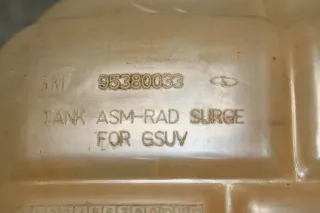 95380033
TANK ASM-RAD SURGE
FOR GSUV